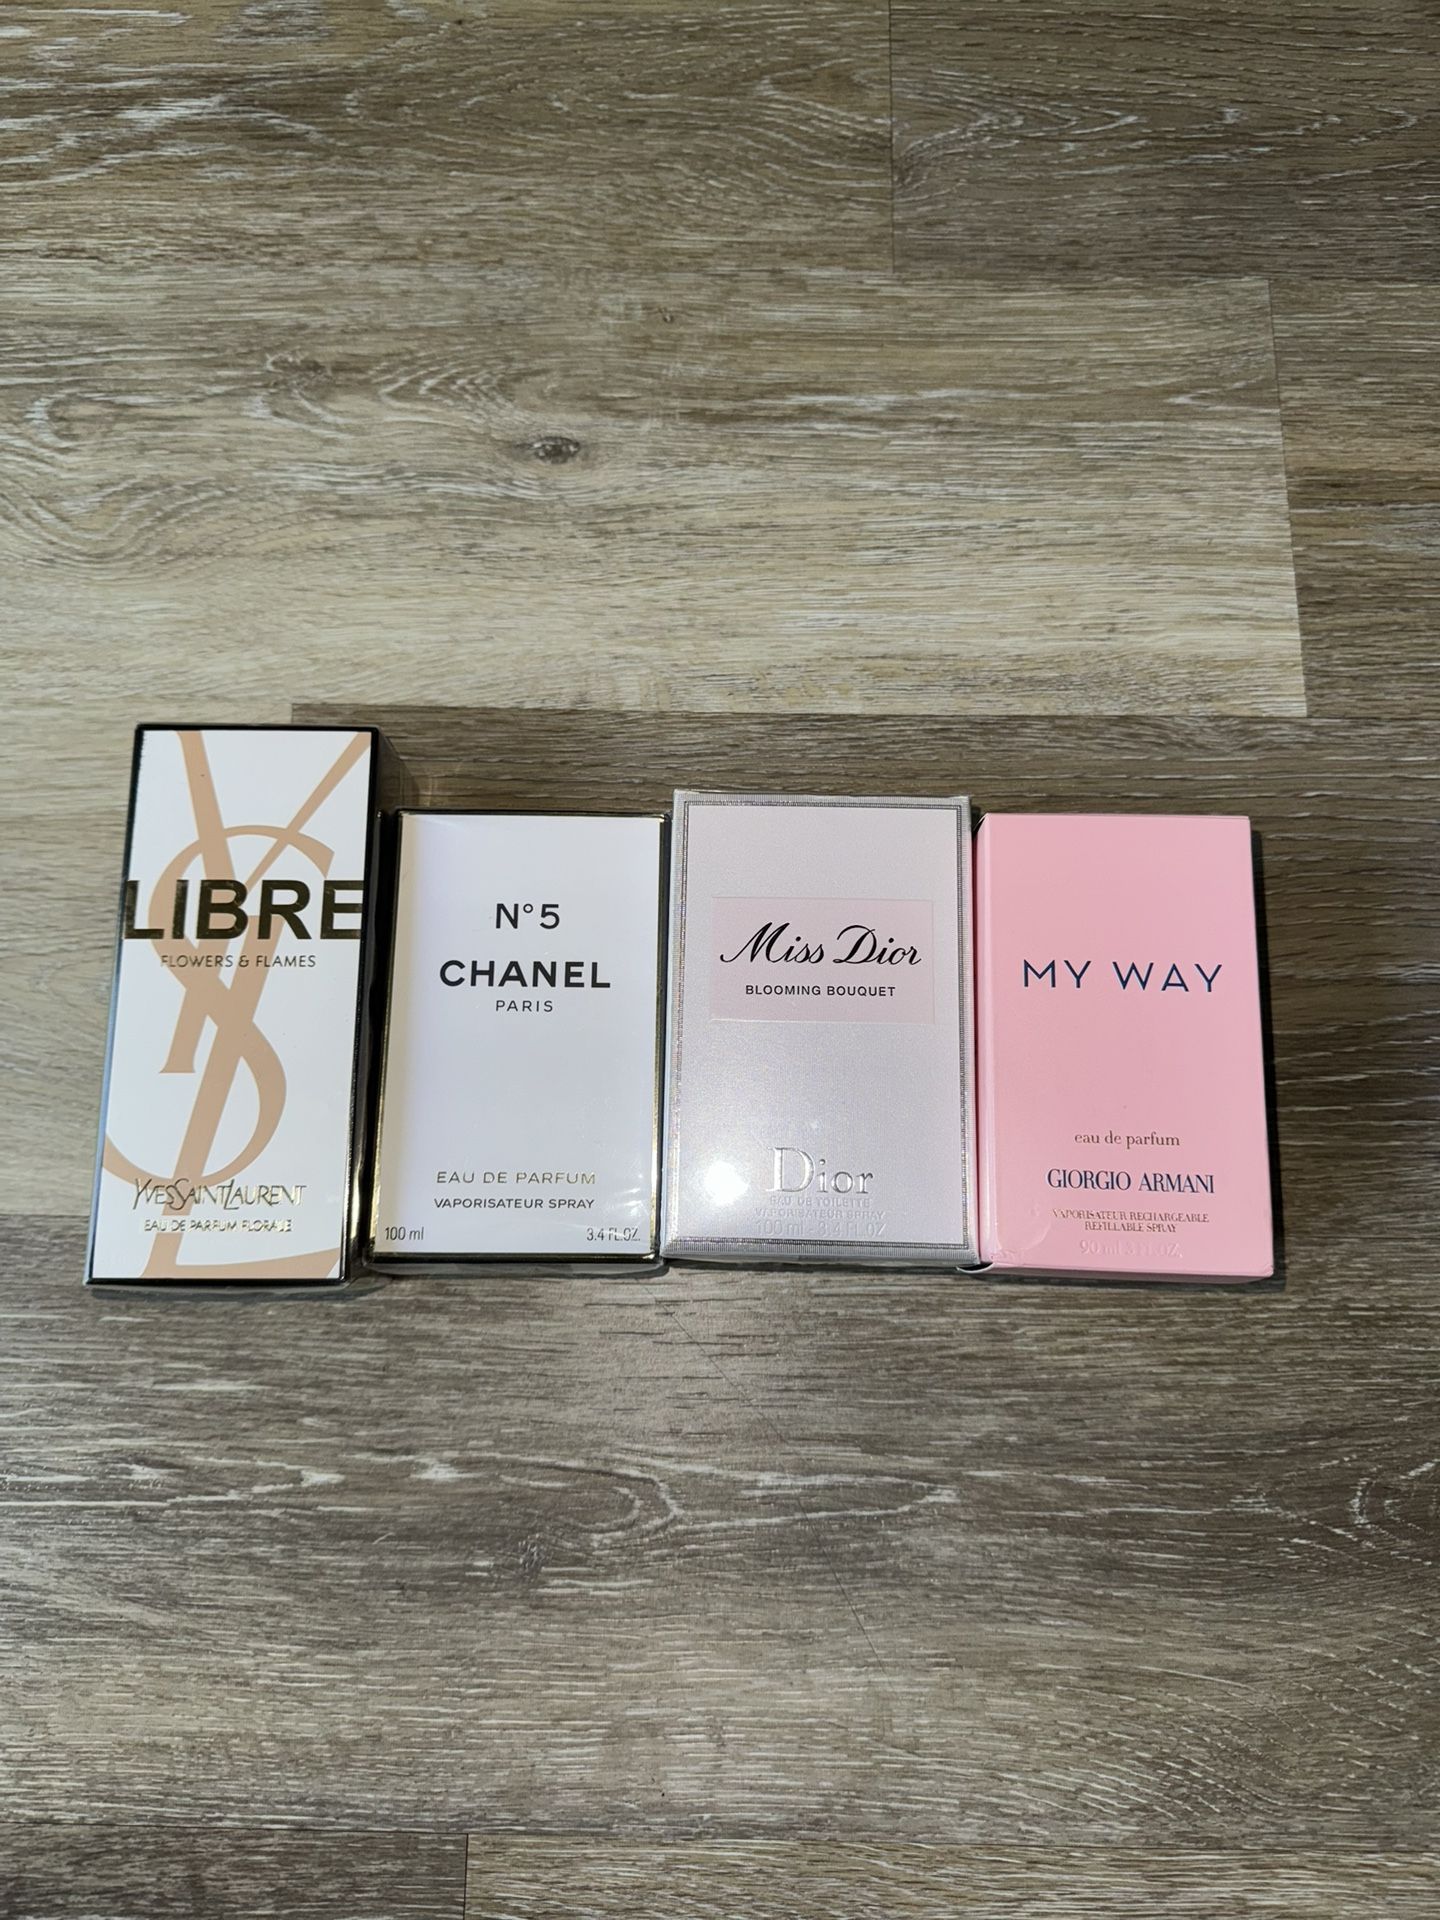 LIBRE
FLOWERS & FLAMES
YVESSAINTLAURENT
EAU DE PARFUM FLORALE
N°5
CHANEL
PARIS
EAU DE PARFUM
VAPORISATEUR SPRAY
100 ml 3.4 FL.OZ.
Miss Dior
BLOOMING BOUQUET
Dior
EAU DE TOILETTE
VAPORISATEUR SPRAY
100 ml - 3.4 FL.OZ
MY WAY
eau de parfum
GIORGIO ARMANI
VAPORISATEUR RECHARGEABLE
REFILLABLE SPRAY
90 ml 3 FL.OZ.